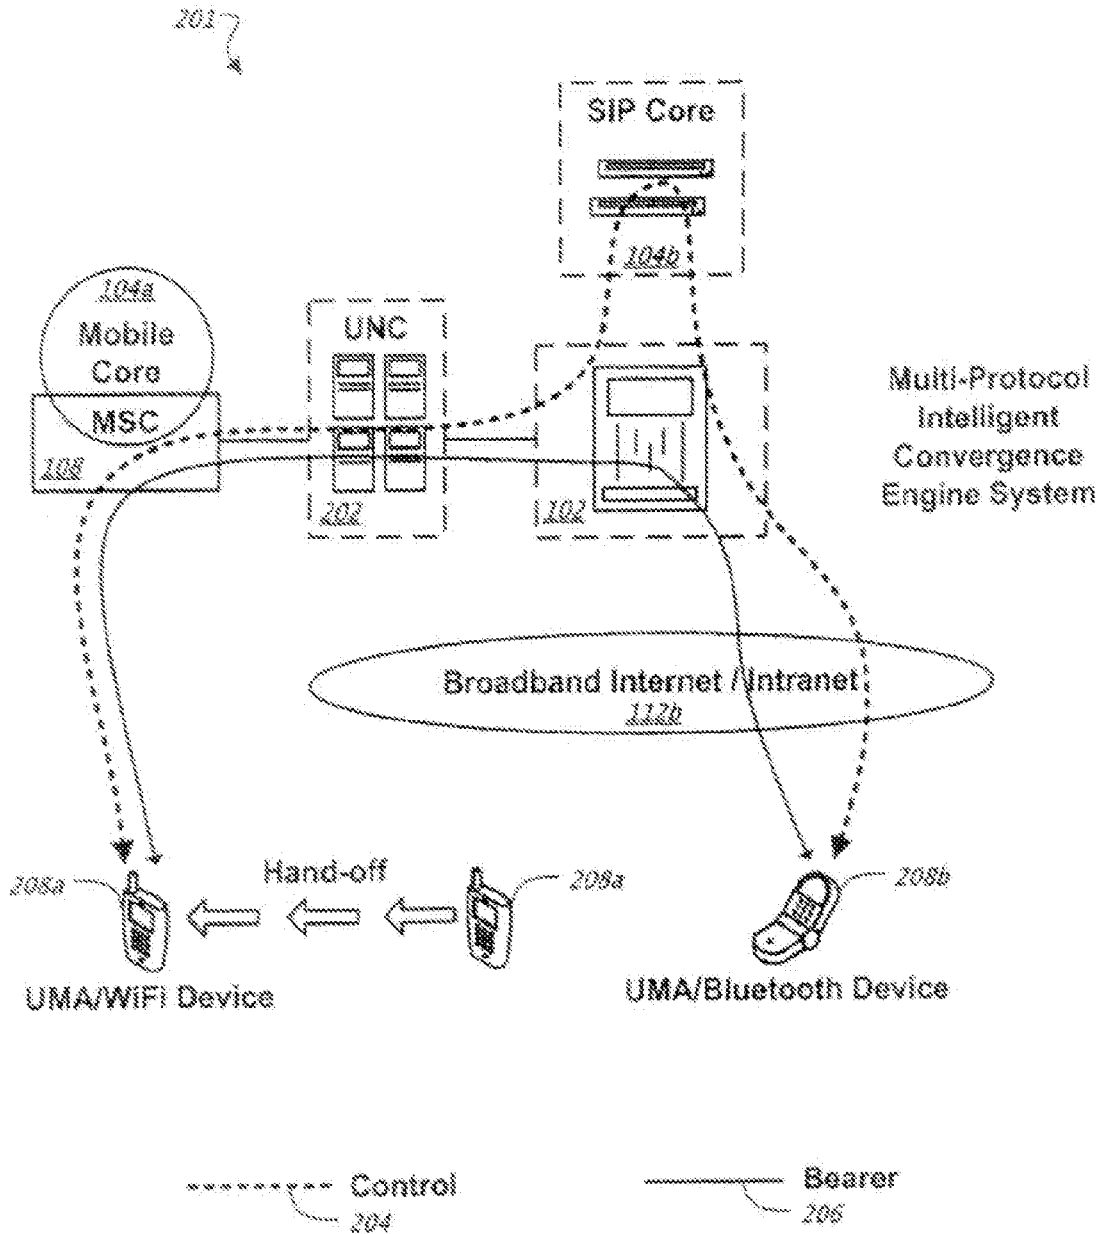 201
SIP Core
104b
104a
Mobile
Core
MSC
108
UNC
202
102
Multi-Protocol
Intelligent
Convergence
Engine System
Broadband Internet / Intranet
112b
208a
Hand-off
208a
208b
UMA/WiFi Device
UMA/Bluetooth Device
Control
204
Bearer
206